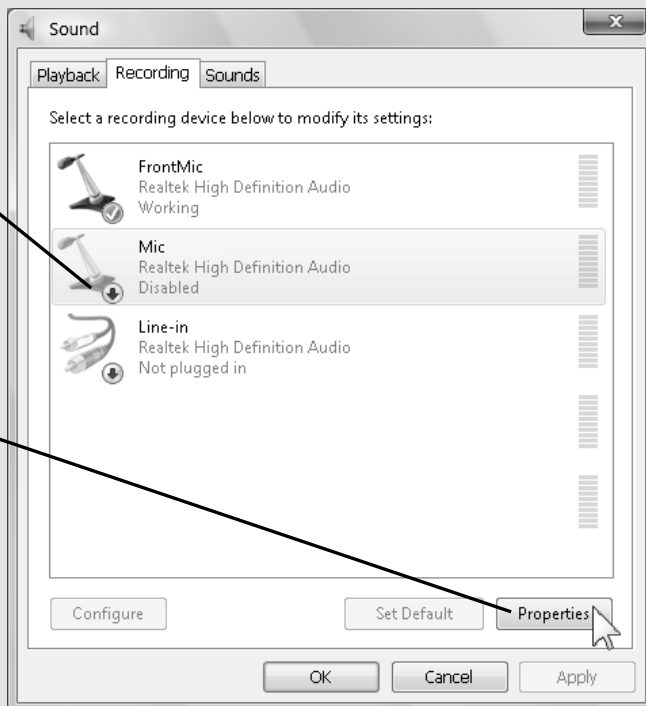 Sound
Playback Recording Sounds
Select a recording device below to modify its settings:
FrontMic
Realtek High Definition Audio
Working
Mic
Realtek High Definition Audio
Disabled
Line-in
Realtek High Definition Audio
Not plugged in
Configure Set Default Properties
OK Cancel Apply